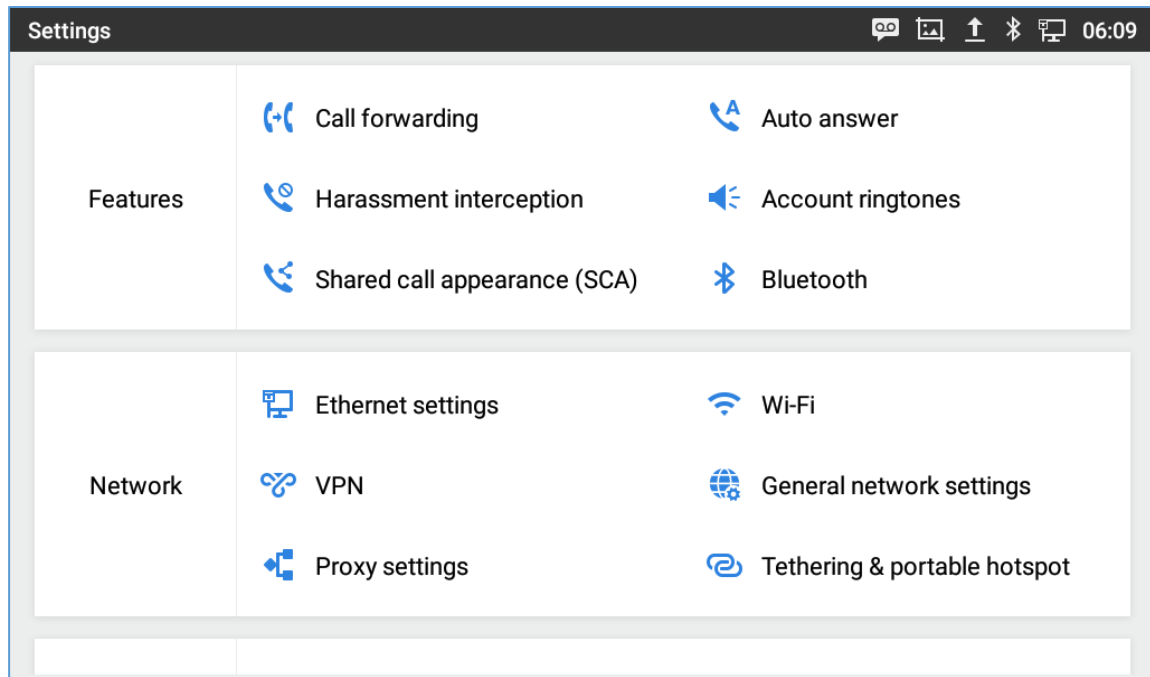 Settings 06:09
Call forwarding Auto answer
Features Harassment interception Account ringtones
Shared call appearance (SCA) Bluetooth
Ethernet settings Wi-Fi
Network VPN General network settings
Proxy settings Tethering & portable hotspot